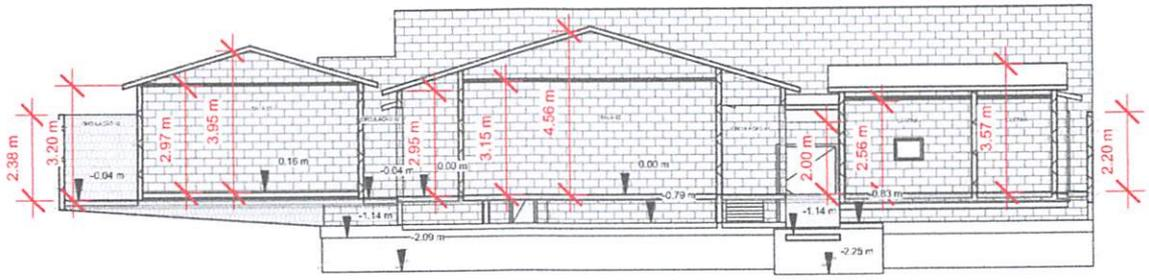 2.38 m
3.20 m
-0.04 m
2.97 m
3.95 m
0.16 m
-0.04 m
2.95 m
0.00 m
3.15 m
4.56 m
0.00 m
-0.79 m
2.00 m
2.56 m
3.57 m
2.20 m
-0.83 m
-1.14 m
-2.09 m
-1.14 m
-2.25 m